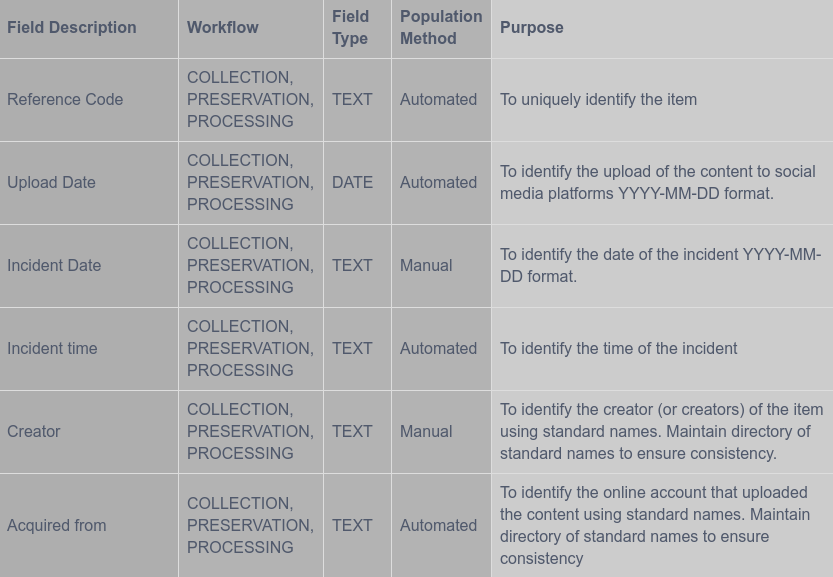 Field Description
Workflow
Field
Type
Population
Method
Purpose
Reference Code
COLLECTION,
PRESERVATION,
PROCESSING
TEXT
Automated
To uniquely identify the item
Upload Date
COLLECTION,
PRESERVATION,
PROCESSING
DATE
Automated
To identify the upload of the content to social
media platforms YYYY-MM-DD format.
Incident Date
COLLECTION,
PRESERVATION,
PROCESSING
TEXT
Manual
To identify the date of the incident YYYY-MM-
DD format.
Incident time
COLLECTION,
PRESERVATION,
PROCESSING
TEXT
Automated
To identify the time of the incident
Creator
COLLECTION,
PRESERVATION,
PROCESSING
TEXT
Manual
To identify the creator (or creators) of the item
using standard names. Maintain directory of
standard names to ensure consistency.
Acquired from
COLLECTION,
PRESERVATION,
PROCESSING
TEXT
Automated
To identify the online account that uploaded
the content using standard names. Maintain
directory of standard names to ensure
consistency